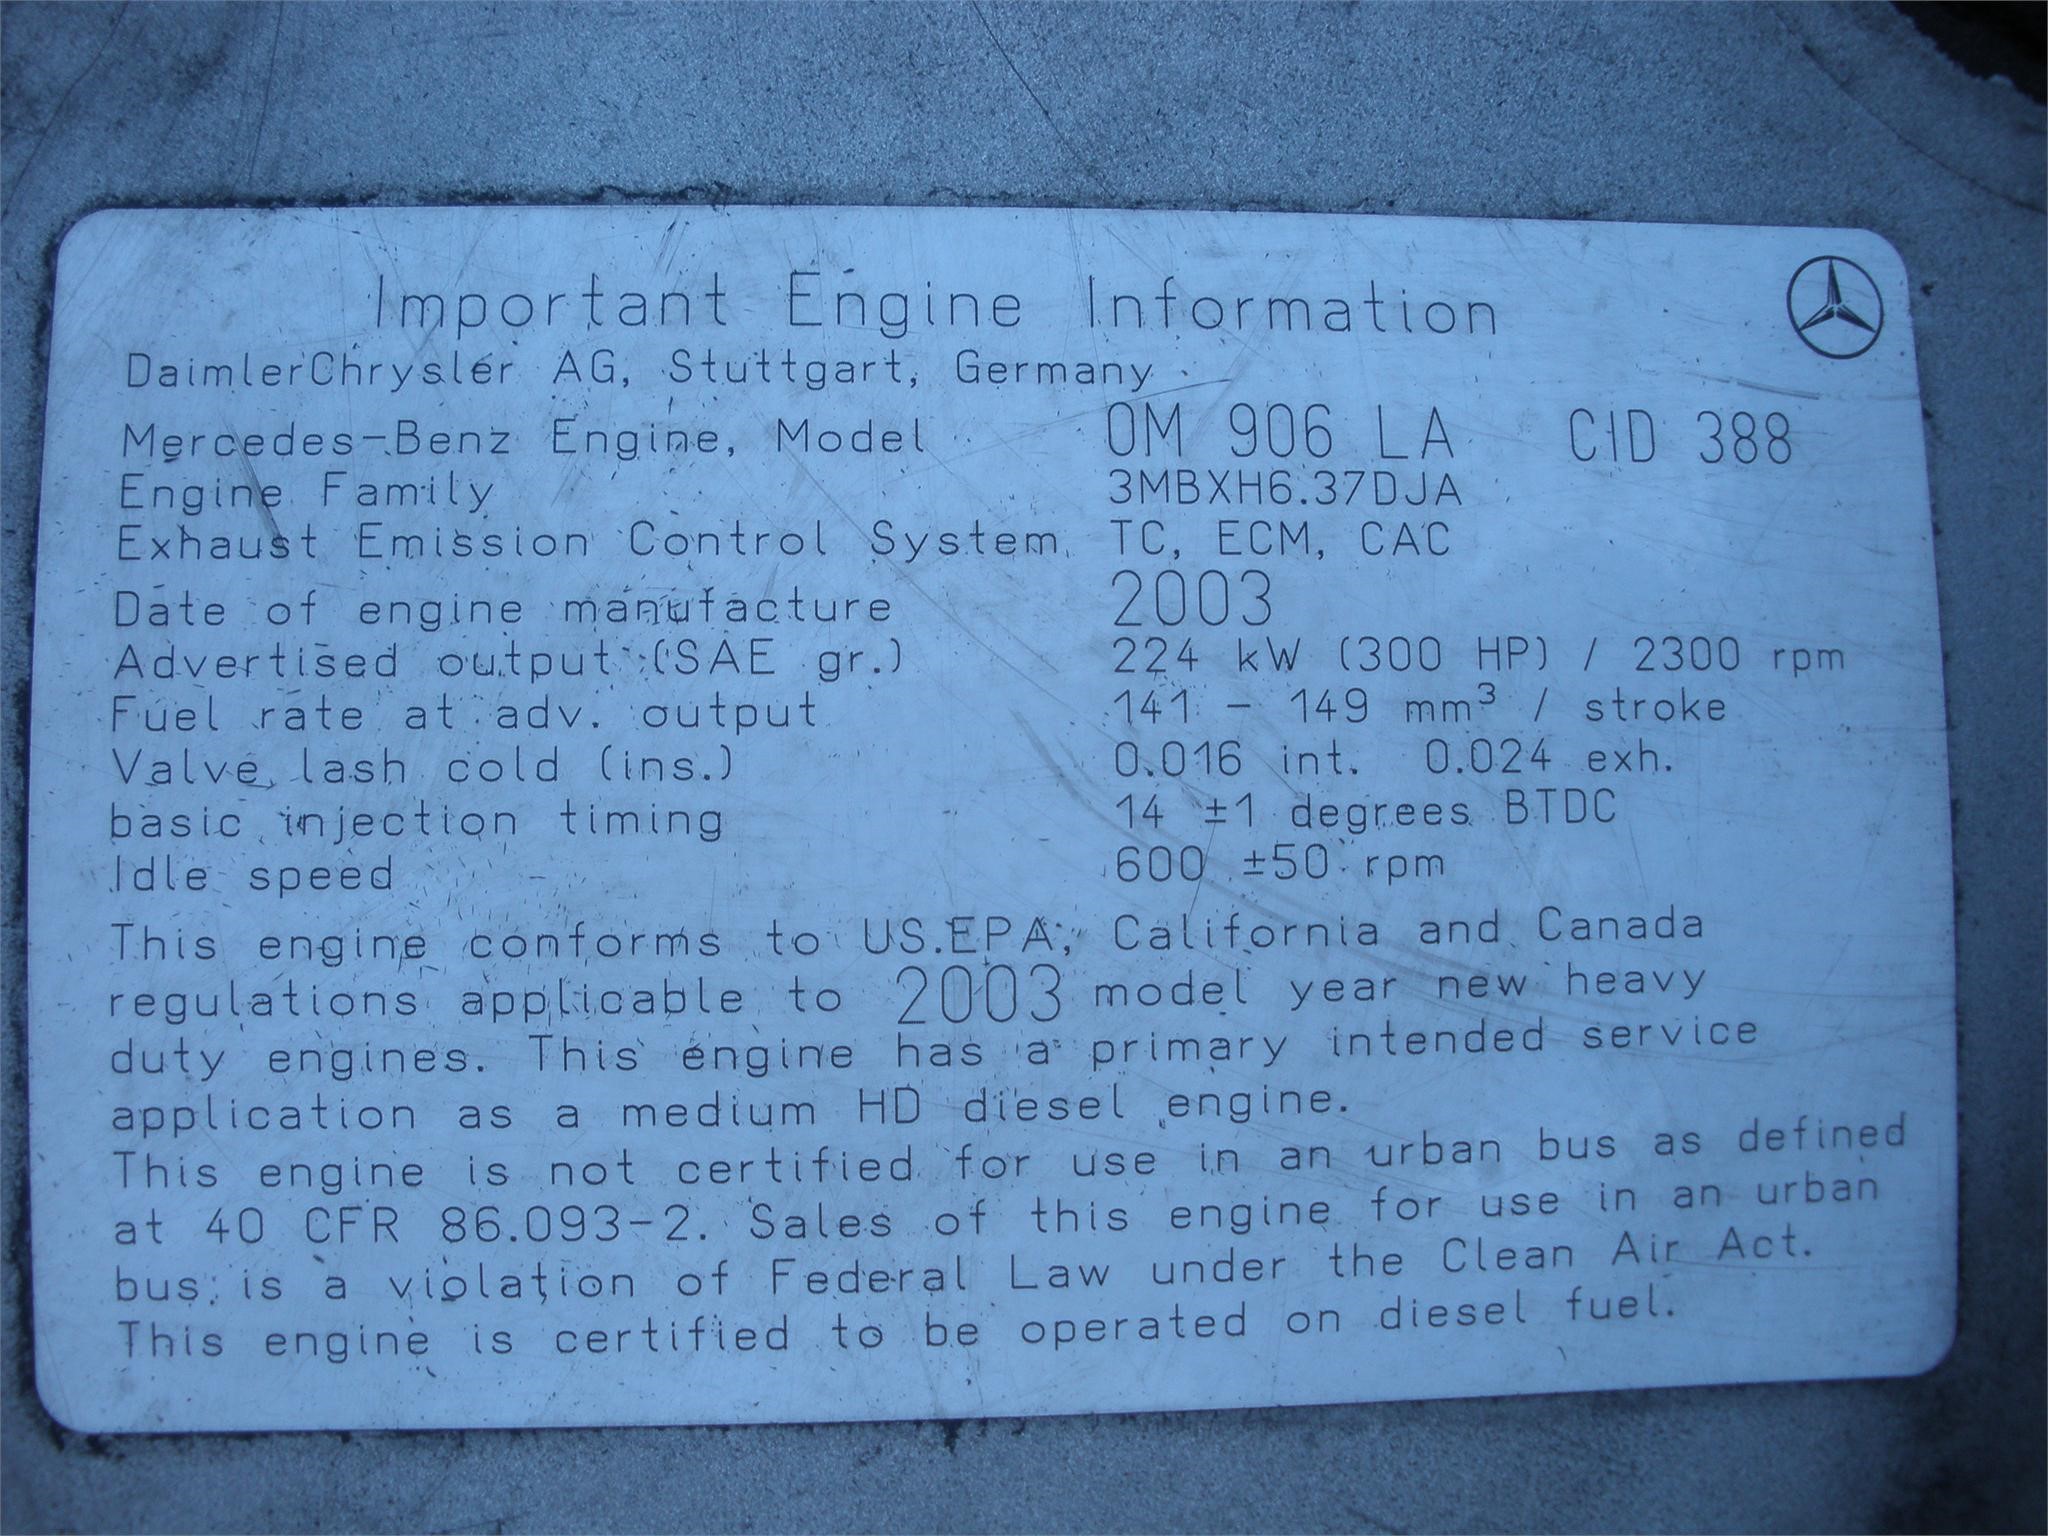 Important Engine Information
DaimlerChrysler AG, Stuttgart, Germany
Mercedes-Benz Engine, Model OM 906 LA CID 388
Engine Family 3MBXH6.37DJA
Exhaust Emission Control System TC, ECM, CAC
Date of engine manufacture 2003
Advertised output (SAE gr.) 224 kW (300 HP) / 2300 rpm
Fuel rate at adv. output 141 - 149 mm³ / stroke
Valve lash cold (ins.) 0.016 int. 0.024 exh.
basic injection timing 14 ±1 degrees BTDC
Idle speed 600 ±50 rpm
This engine conforms to US.EPA, California and Canada
regulations applicable to 2003 model year new heavy
duty engines. This engine has a primary intended service
application as a medium HD diesel engine.
This engine is not certified for use in an urban bus as defined
at 40 CFR 86.093-2. Sales of this engine for use in an urban
bus is a violation of Federal Law under the Clean Air Act.
This engine is certified to be operated on diesel fuel.